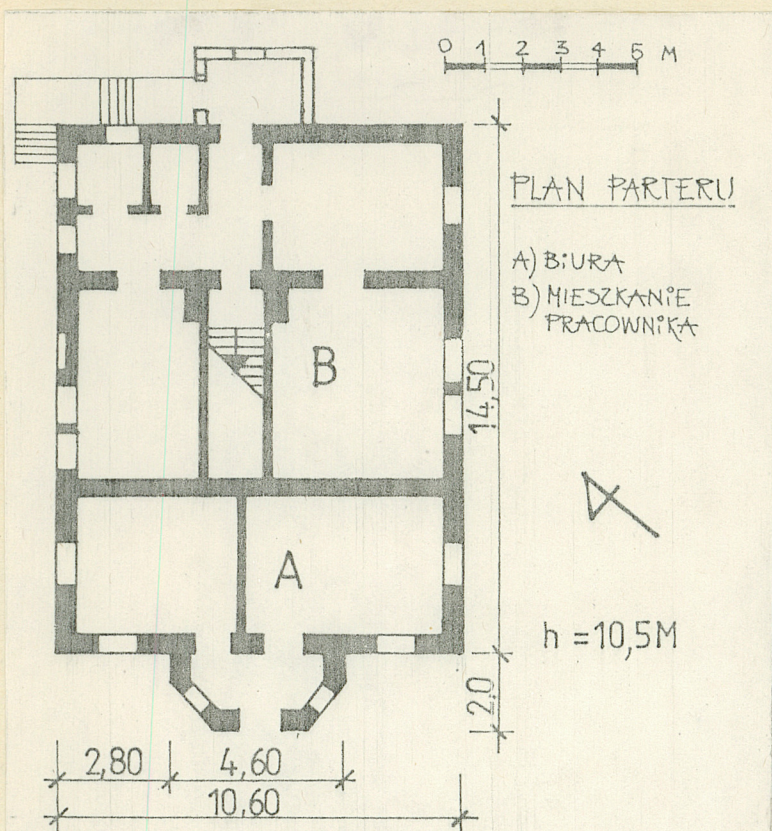 0 1 2 3 4 5 M
PLAN PARTERU
A) BiURA
B) MIESZKANiE
PRACOWNiKA
B
14,50
A
h = 10,5M
2,0
2,80 4,60
10,60